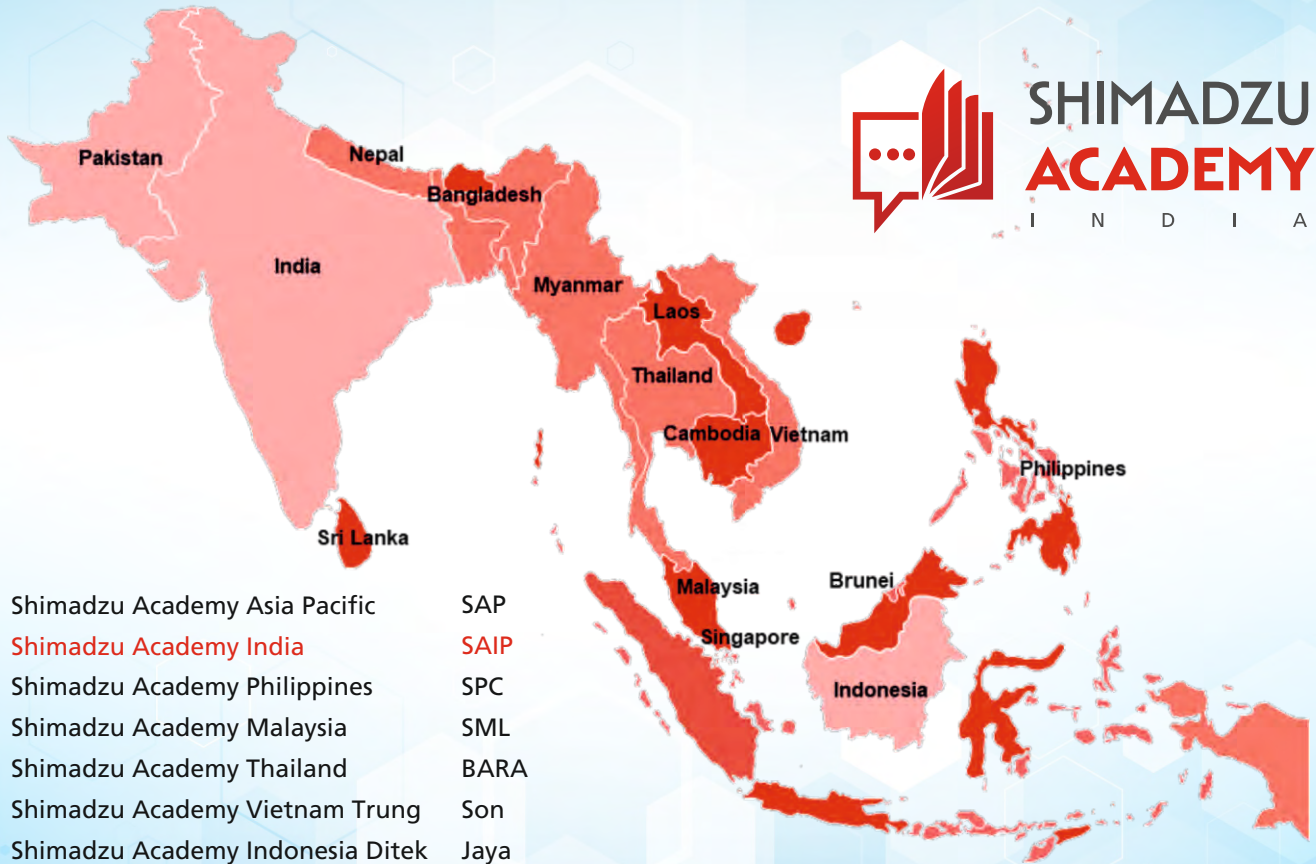 SHIMADZU
ACADEMY
I N D I A
Pakistan
Nepal
Bangladesh
India
Myanmar
Laos
Thailand
Cambodia Vietnam
Philippines
Sri Lanka
Malaysia
Brunei
Singapore
Indonesia
Shimadzu Academy Asia Pacific SAP
Shimadzu Academy India SAIP
Shimadzu Academy Philippines SPC
Shimadzu Academy Malaysia SML
Shimadzu Academy Thailand BARA
Shimadzu Academy Vietnam Trung Son
Shimadzu Academy Indonesia Ditek Jaya